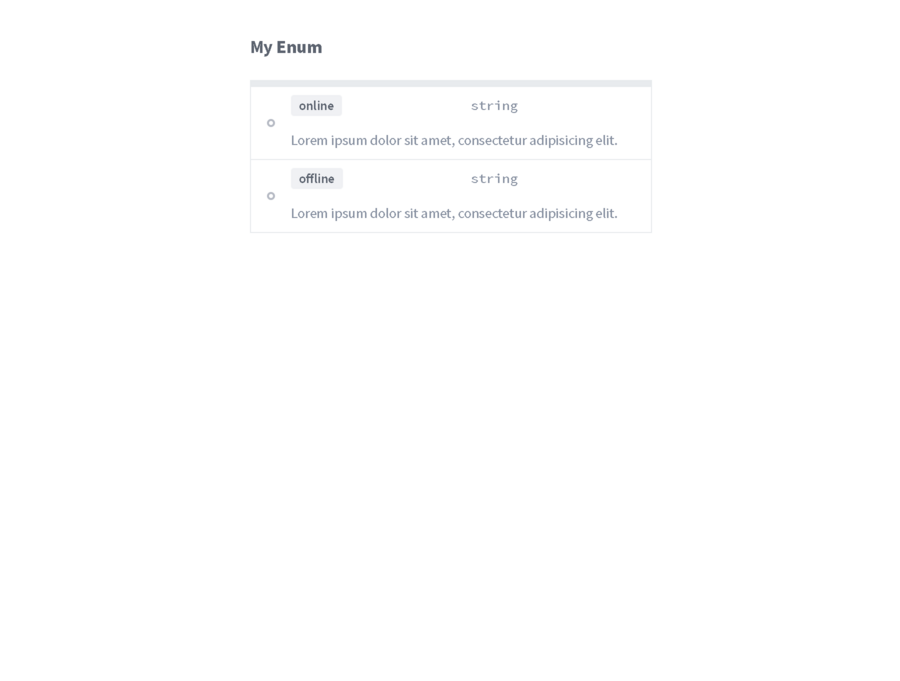 My Enum
online string
Lorem ipsum dolor sit amet, consectetur adipisicing elit.
offline string
Lorem ipsum dolor sit amet, consectetur adipisicing elit.